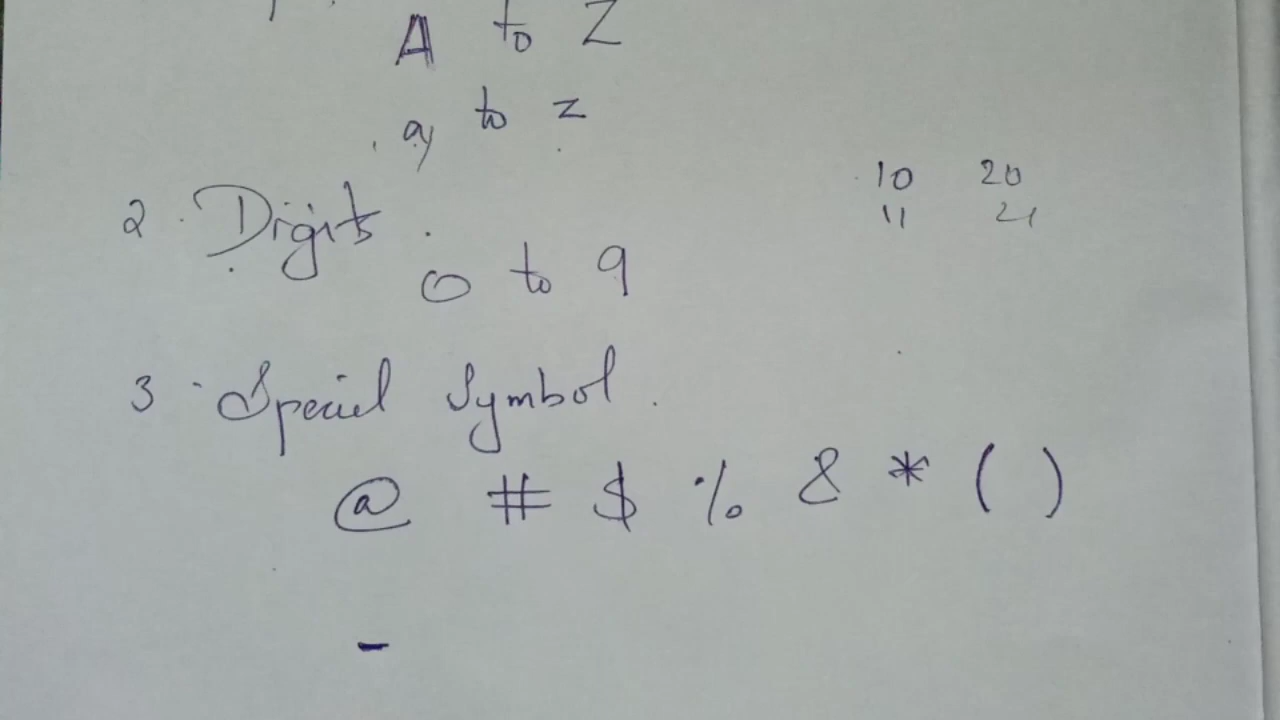 A to Z
a to z
10 20
2. Digits.
11 21
0 to 9
3. Special Symbol.
@ # $ % & * ( )
-